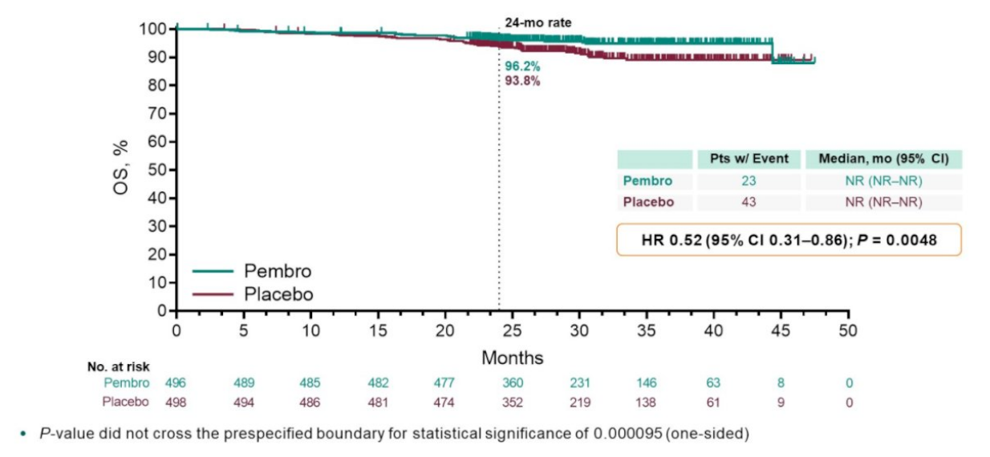 24-mo rate
96.2%
93.8%
100
90
80
70
60
50
40
30
20
10
0
OS, %
Pembro
Placebo
0 5 10 15 20 25 30 35 40 45 50
Months
Pts w/ Event Median, mo (95% CI)
Pembro 23 NR (NR–NR)
Placebo 43 NR (NR–NR)
HR 0.52 (95% CI 0.31–0.86); P = 0.0048
No. at risk
Pembro 496 489 485 482 477 360 231 146 63 8 0
Placebo 498 494 486 481 474 352 219 138 61 9 0
• P-value did not cross the prespecified boundary for statistical significance of 0.000095 (one-sided)